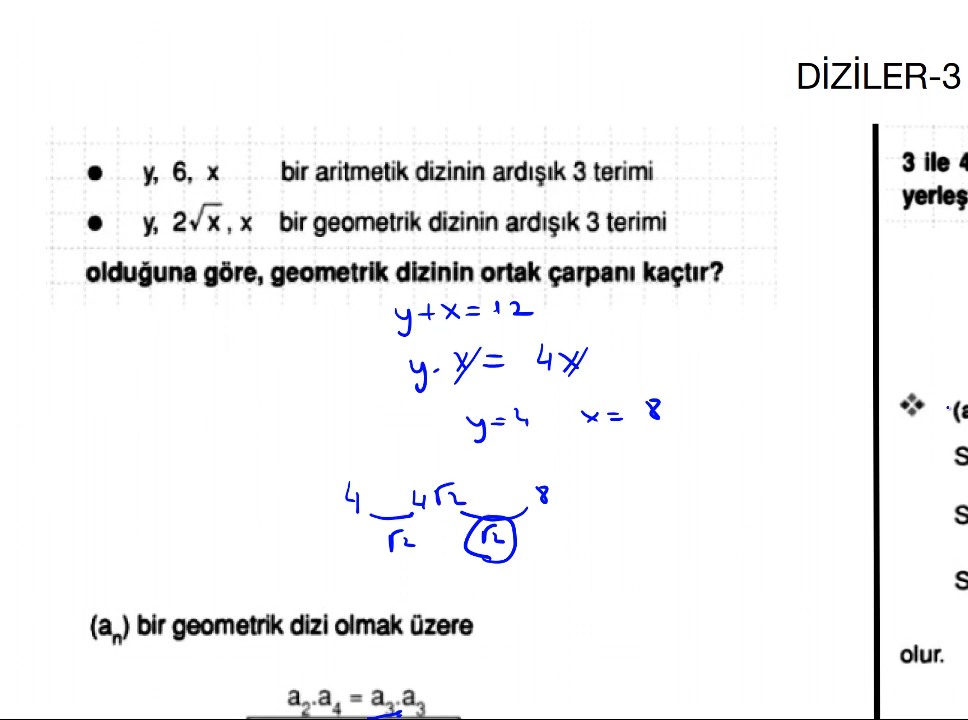 DİZİLER-3
• y, 6, x bir aritmetik dizinin ardışık 3 terimi
• y, 2√x, x bir geometrik dizinin ardışık 3 terimi
olduğuna göre, geometrik dizinin ortak çarpanı kaçtır?
y+x=12
y.x=4x
y=4 x=8
4 4√2 8
√2 √2
(aₙ) bir geometrik dizi olmak üzere
a₂.a₄ = a₃.a₃
3 ile 4
❖ (a
S
S
S
olur.